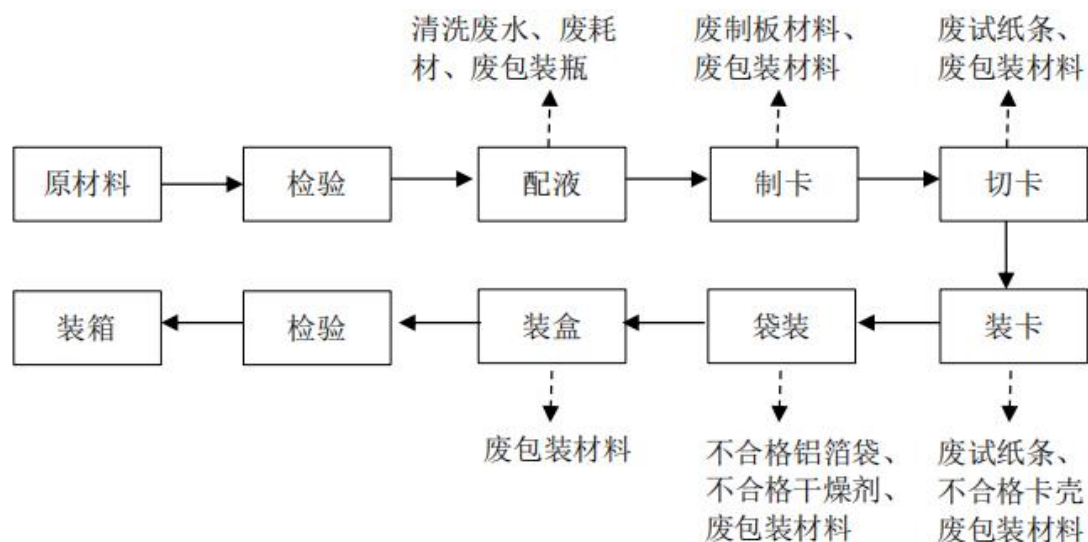 清洗废水、废耗
材、废包装瓶
废制板材料、
废包装材料
废试纸条、
废包装材料
原材料
检验
配液
制卡
切卡
装箱
检验
装盒
袋装
装卡
废包装材料
不合格铝箔袋、
不合格干燥剂、
废包装材料
废试纸条、
不合格卡壳
废包装材料